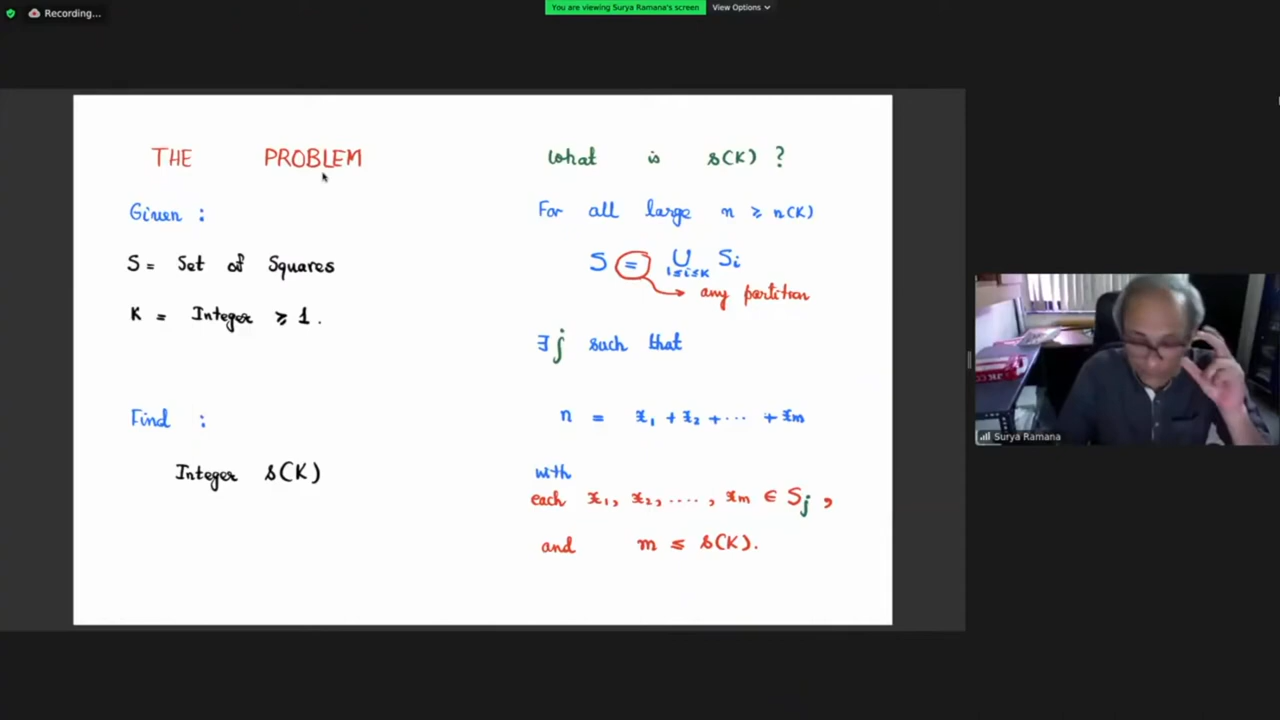 Recording...
You are viewing Surya Ramana's screen
View Options
THE PROBLEM
Given :
S = Set of Squares
K = Integer ≥ 1.
Find :
Integer s(K)
What is s(K) ?
For all large n ≥ n(K)
S = ∪ Sᵢ
1≤i≤K
any partition
∃ j such that
n = x₁ + x₂ + ... + xₘ
with
each x₁, x₂, ...., xₘ ∈ Sⱼ ,
and m ≤ s(K).
Surya Ramana